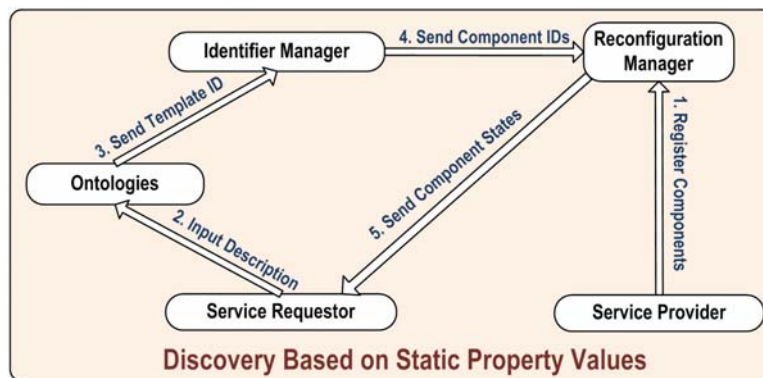 4. Send Component IDs
Identifier Manager
Reconfiguration
Manager
3. Send Template ID
1. Register Components
5. Send Component States
Ontologies
2. Input Description
Service Requestor
Service Provider
Discovery Based on Static Property Values